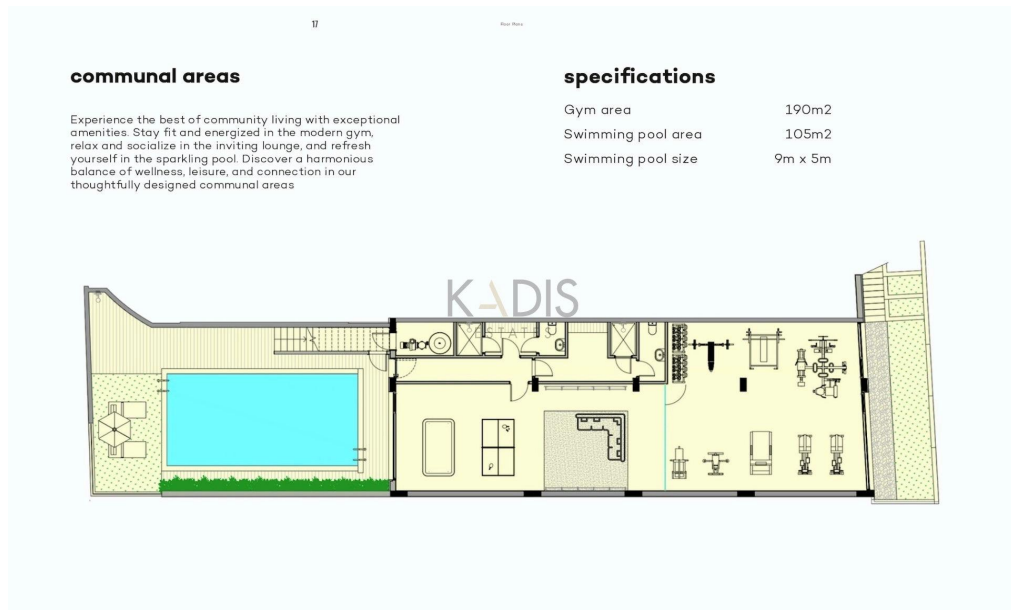 17
communal areas
Experience the best of community living with exceptional
amenities. Stay fit and energized in the modern gym,
relax and socialize in the inviting lounge, and refresh
yourself in the sparkling pool. Discover a harmonious
balance of wellness, leisure, and connection in our
thoughtfully designed communal areas
specifications
Gym area 190m2
Swimming pool area 105m2
Swimming pool size 9m x 5m
KADIS
ESTATES